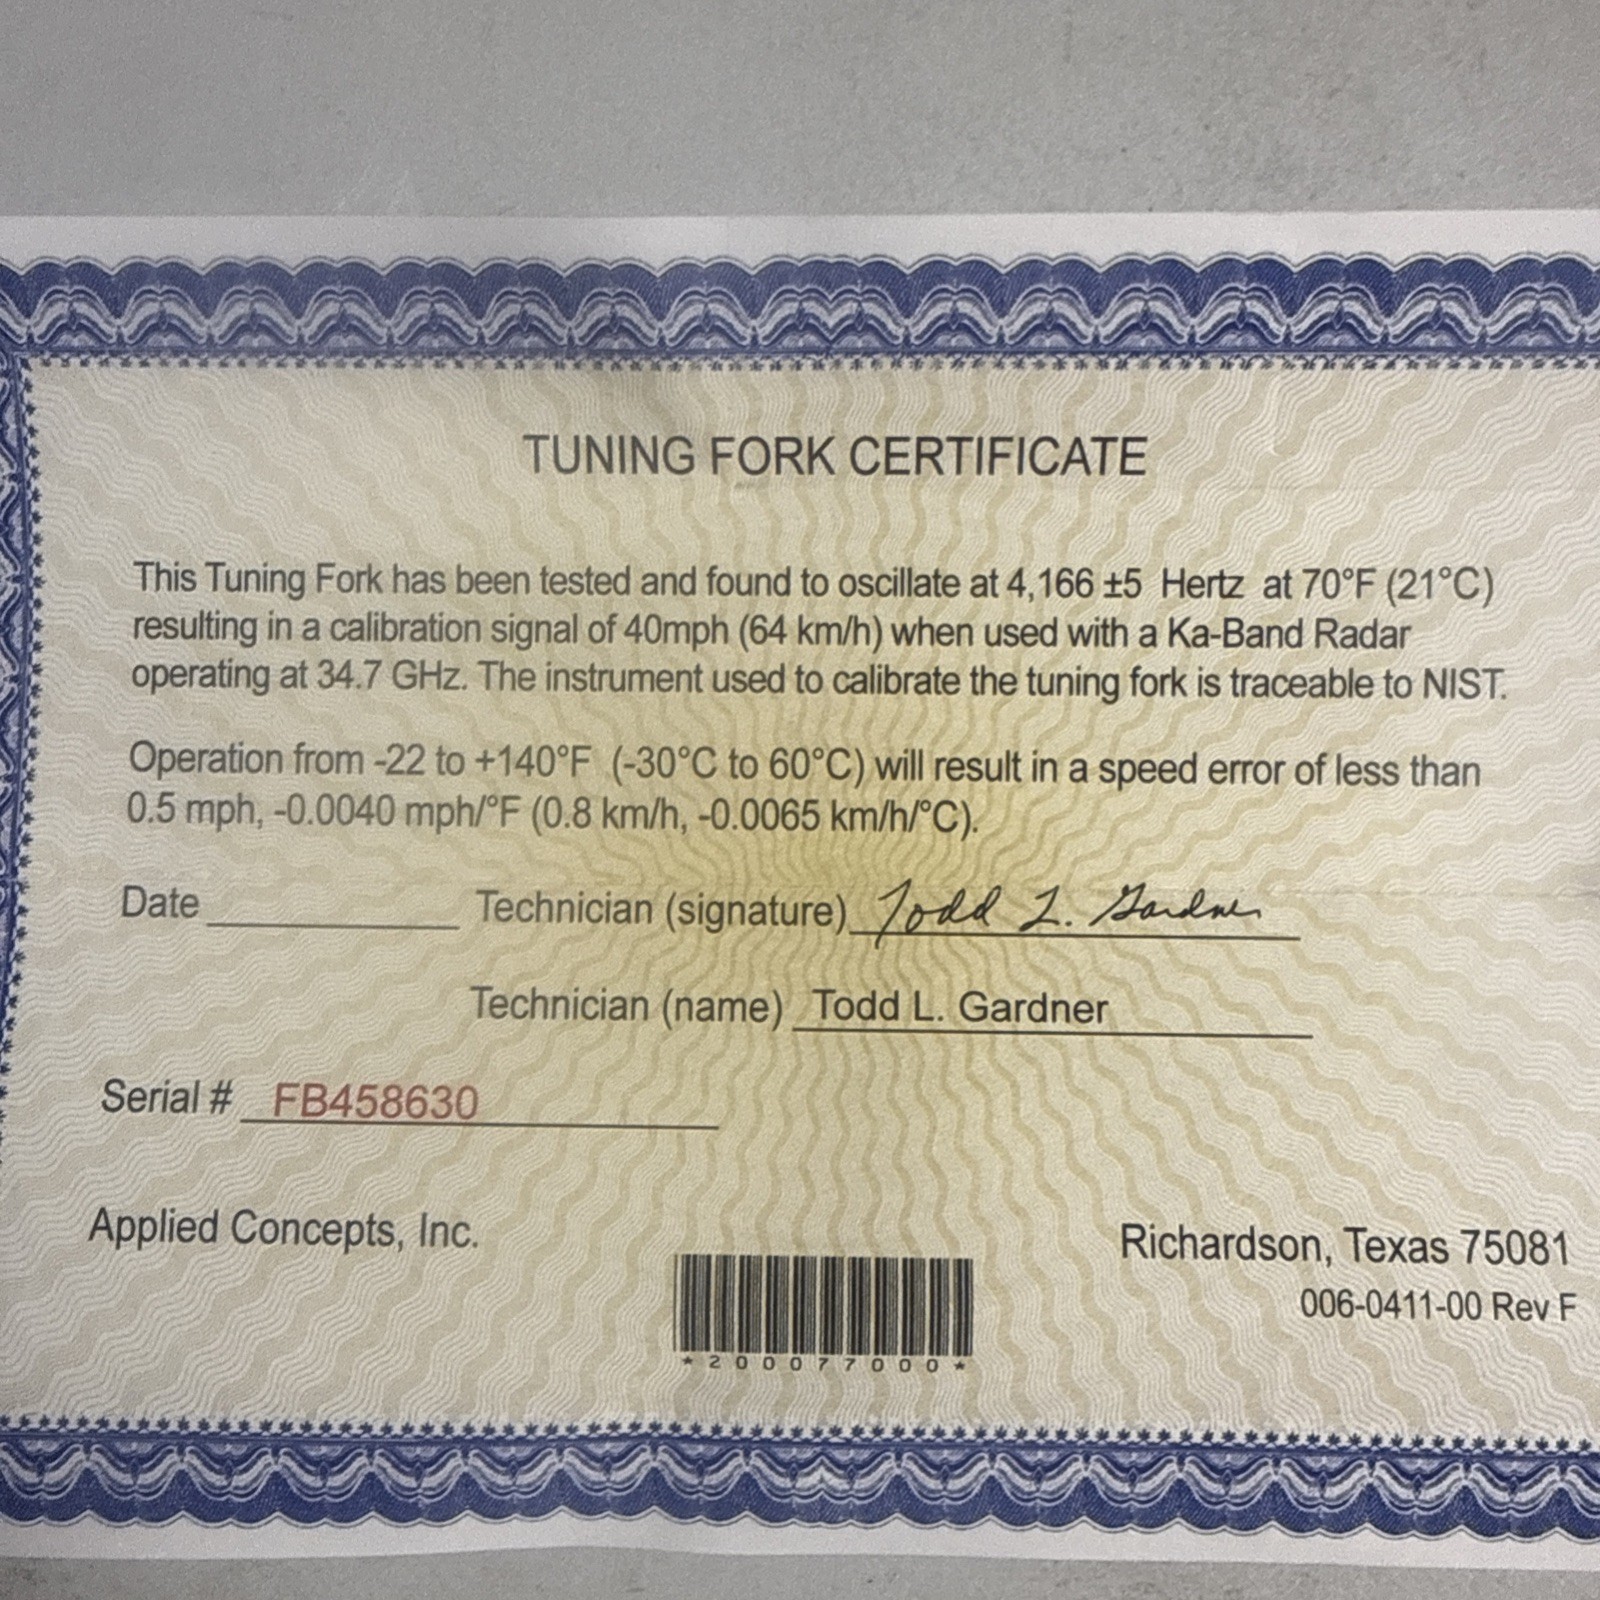 TUNING FORK CERTIFICATE
This Tuning Fork has been tested and found to oscillate at 4,166 ±5 Hertz at 70°F (21°C)
resulting in a calibration signal of 40mph (64 km/h) when used with a Ka-Band Radar
operating at 34.7 GHz. The instrument used to calibrate the tuning fork is traceable to NIST.
Operation from -22 to +140°F (-30°C to 60°C) will result in a speed error of less than
0.5 mph, -0.0040 mph/°F (0.8 km/h, -0.0065 km/h/°C).
Date Technician (signature) Todd L. Gardner
Technician (name) Todd L. Gardner
Serial # FB458630
Applied Concepts, Inc.
Richardson, Texas 75081
006-0411-00 Rev F
*200077000*